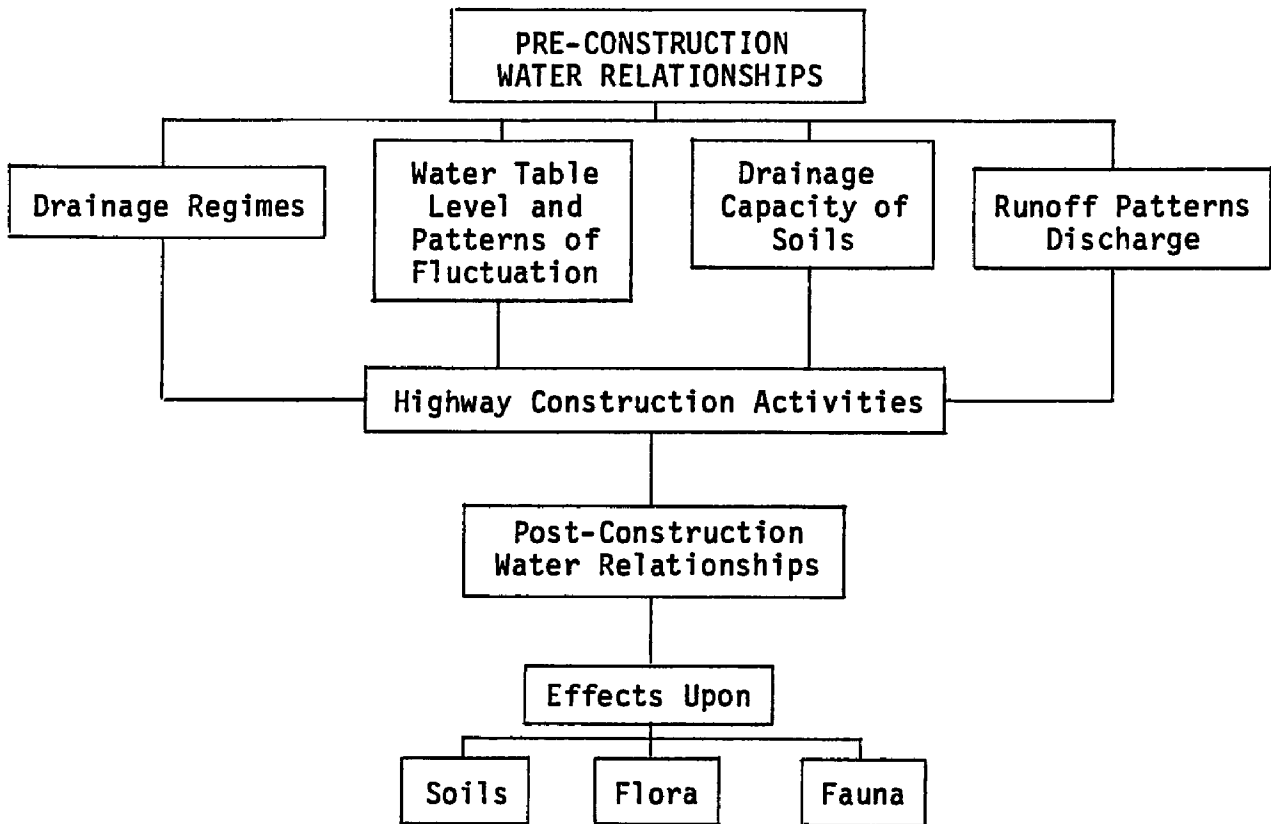 PRE-CONSTRUCTION
WATER RELATIONSHIPS
Drainage Regimes
Water Table
Level and
Patterns of
Fluctuation
Drainage
Capacity of
Soils
Runoff Patterns
Discharge
Highway Construction Activities
Post-Construction
Water Relationships
Effects Upon
Soils
Flora
Fauna